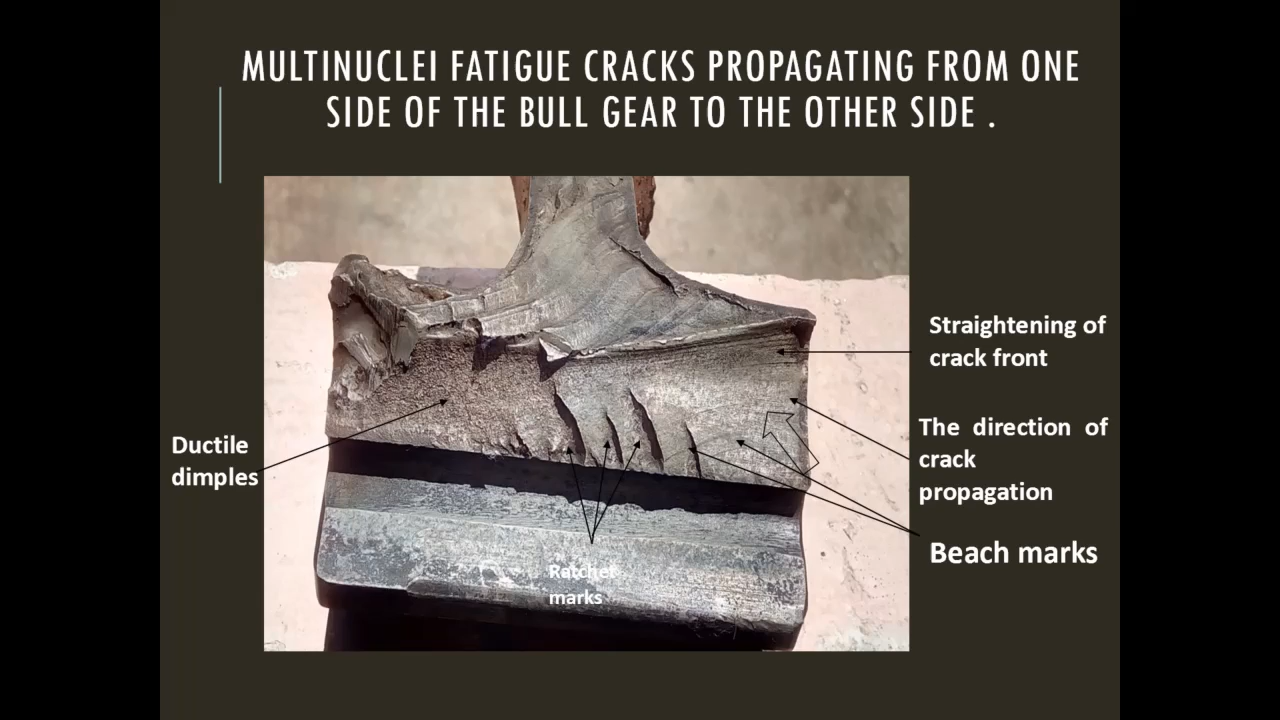 MULTINUCLEI FATIGUE CRACKS PROPAGATING FROM ONE
SIDE OF THE BULL GEAR TO THE OTHER SIDE .
Straightening of
crack front
The direction of
crack
propagation
Ductile
dimples
Beach marks
Ratchet
marks